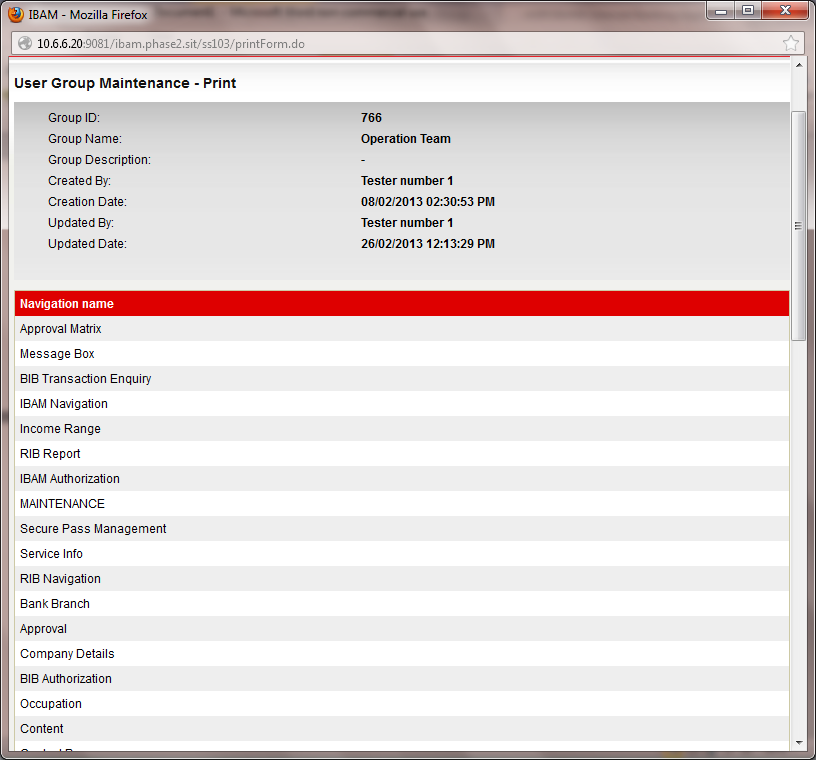 IBAM - Mozilla Firefox
10.6.6.20:9081/ibam.phase2.sit/ss103/printForm.do
User Group Maintenance - Print
Group ID: 766
Group Name: Operation Team
Group Description: -
Created By: Tester number 1
Creation Date: 08/02/2013 02:30:53 PM
Updated By: Tester number 1
Updated Date: 26/02/2013 12:13:29 PM
Navigation name
Approval Matrix
Message Box
BIB Transaction Enquiry
IBAM Navigation
Income Range
RIB Report
IBAM Authorization
MAINTENANCE
Secure Pass Management
Service Info
RIB Navigation
Bank Branch
Approval
Company Details
BIB Authorization
Occupation
Content